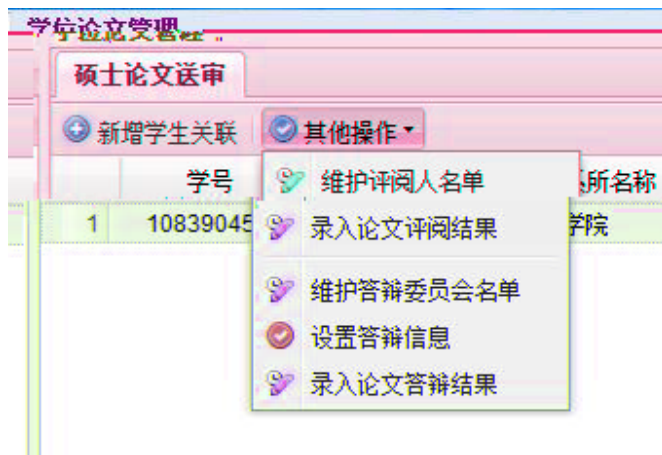 学位论文管理
硕士论文送审
新增学生关联 其他操作
学号 所名称
1 10839045 学院
维护评阅人名单
录入论文评阅结果
维护答辩委员会名单
设置答辩信息
录入论文答辩结果